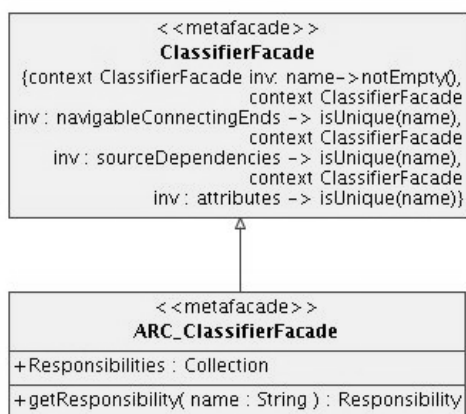 <<metafacade>>
ClassifierFacade
{context ClassifierFacade inv: name->notEmpty(),
context ClassifierFacade
inv : navigableConnectingEnds -> isUnique(name),
context ClassifierFacade
inv : sourceDependencies -> isUnique(name),
context ClassifierFacade
inv : attributes -> isUnique(name)}
<<metafacade>>
ARC_ClassifierFacade
+Responsibilities : Collection
+getResponsibility( name : String ) : Responsibility